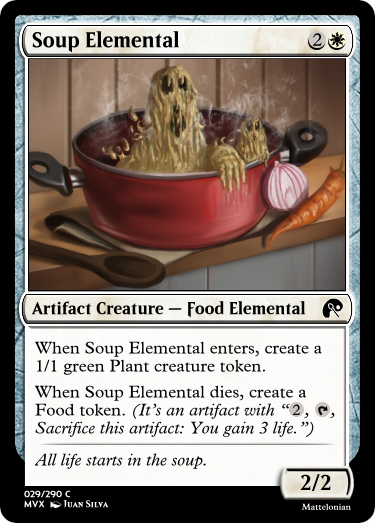 Soup Elemental 2
Artifact Creature — Food Elemental
When Soup Elemental enters, create a
1/1 green Plant creature token.
When Soup Elemental dies, create a
Food token. (It's an artifact with “2, ,
Sacrifice this artifact: You gain 3 life.”)
All life starts in the soup.
2/2
029/290 C
MVX Juan Silva
Mattelonian